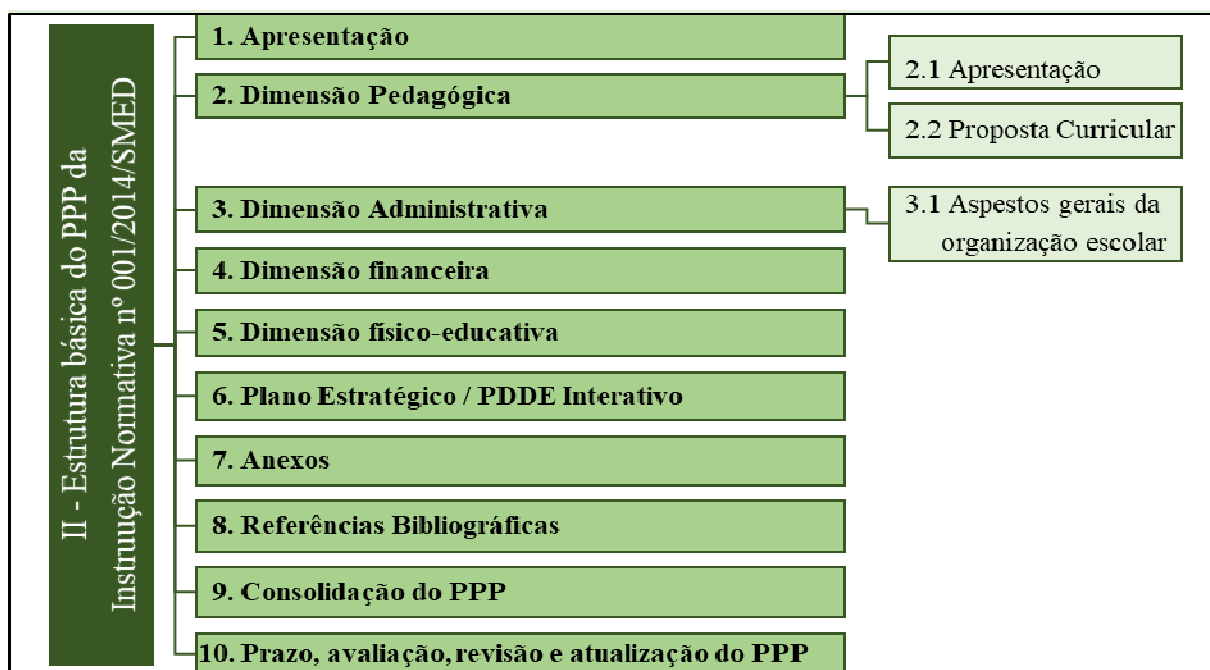 II - Estrutura básica do PPP da
Instruução Normativa nº 001/2014/SMED
1. Apresentação
2. Dimensão Pedagógica
2.1 Apresentação
2.2 Proposta Curricular
3. Dimensão Administrativa
3.1 Aspestos gerais da
organização escolar
4. Dimensão financeira
5. Dimensão físico-educativa
6. Plano Estratégico / PDDE Interativo
7. Anexos
8. Referências Bibliográficas
9. Consolidação do PPP
10. Prazo, avaliação, revisão e atualização do PPP